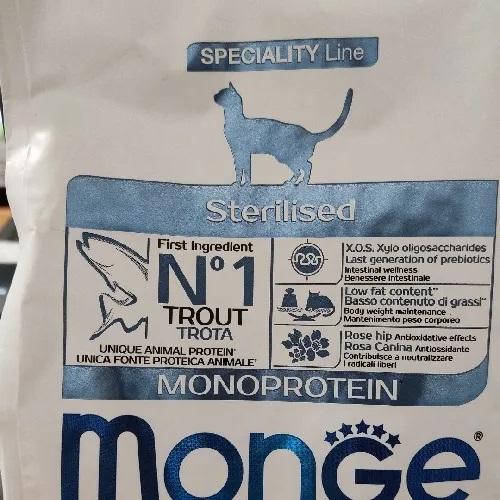 SPECIALITY Line
Sterilised
First Ingredient
N°1
TROUT
TROTA
UNIQUE ANIMAL PROTEIN*
UNICA FONTE PROTEICA ANIMALE*
X.O.S. Xylo oligosaccharides
Last generation of prebiotics
Intestinal wellness
Benessere intestinale
Low fat content**
Basso contenuto di grassi**
Body weight maintenance
Mantenimento peso corporeo
Rose hip Antioxidative effects
Rosa Canina Antiossidante
Contribuisce a neutralizzare
i radicali liberi
MONOPROTEIN
monge®